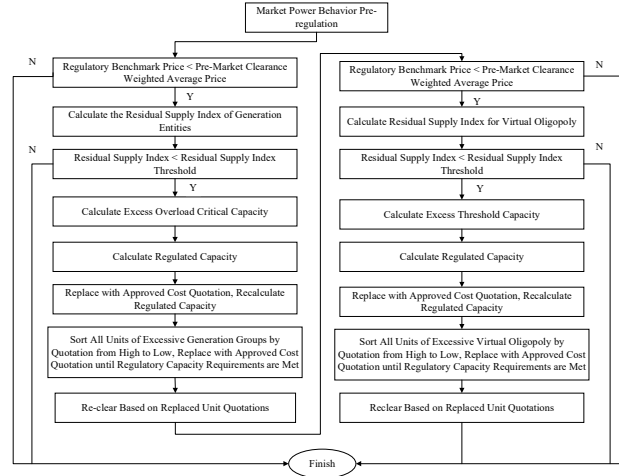 Market Power Behavior Pre-
regulation
N
Regulatory Benchmark Price < Pre-Market Clearance
Weighted Average Price
Y
Calculate the Residual Supply Index of Generation
Entities
N
Residual Supply Index < Residual Supply Index
Threshold
Y
Calculate Excess Overload Critical Capacity
Calculate Regulated Capacity
Replace with Approved Cost Quotation, Recalculate
Regulated Capacity
Sort All Units of Excessive Generation Groups by
Quotation from High to Low, Replace with Approved Cost
Quotation until Regulatory Capacity Requirements are Met
Re-clear Based on Replaced Unit Quotations
N
Regulatory Benchmark Price < Pre-Market Clearance
Weighted Average Price
Y
Calculate Residual Supply Index for Virtual Oligopoly
N
Residual Supply Index < Residual Supply Index
Threshold
Y
Calculate Excess Threshold Capacity
Calculate Regulated Capacity
Replace with Approved Cost Quotation, Recalculate
Regulated Capacity
Sort All Units of Excessive Virtual Oligopoly by
Quotation from High to Low, Replace with Approved Cost
Quotation until Regulatory Capacity Requirements are Met
Reclear Based on Replaced Unit Quotations
Finish